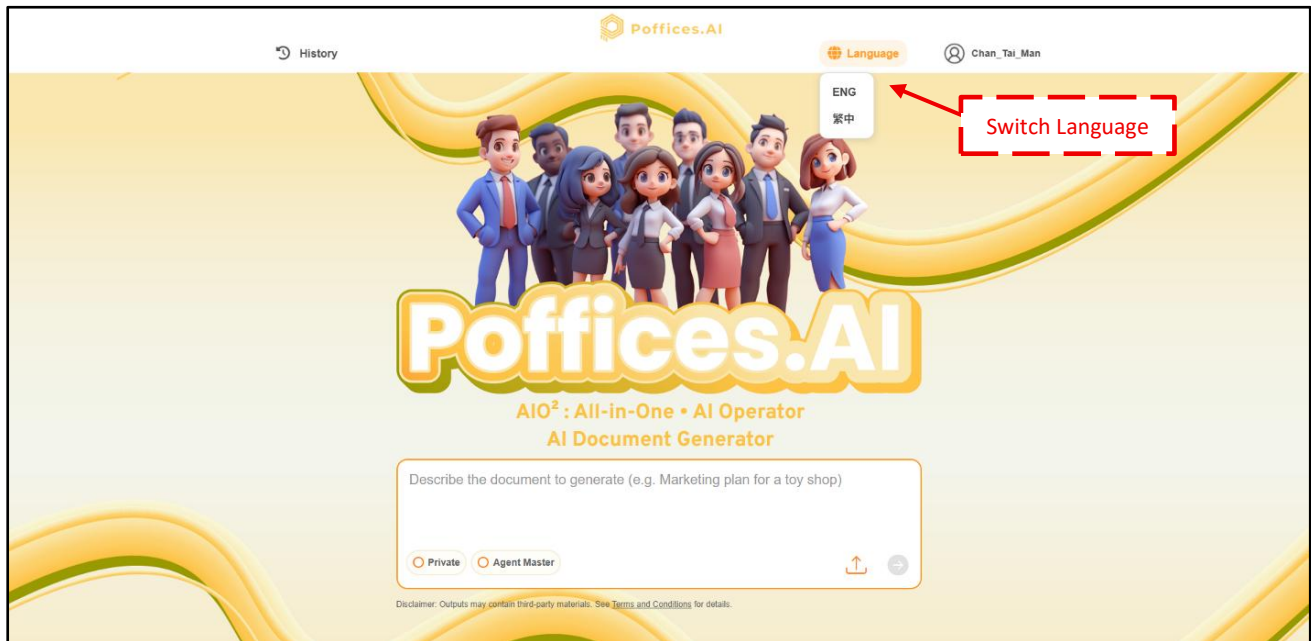 Poffices.AI
History
Language
Chan_Tai_Man
ENG
繁中
Switch Language
Poffices.AI
AIO² : All-in-One • AI Operator
AI Document Generator
Describe the document to generate (e.g. Marketing plan for a toy shop)
Private
Agent Master
Disclaimer: Outputs may contain third-party materials. See Terms and Conditions for details.